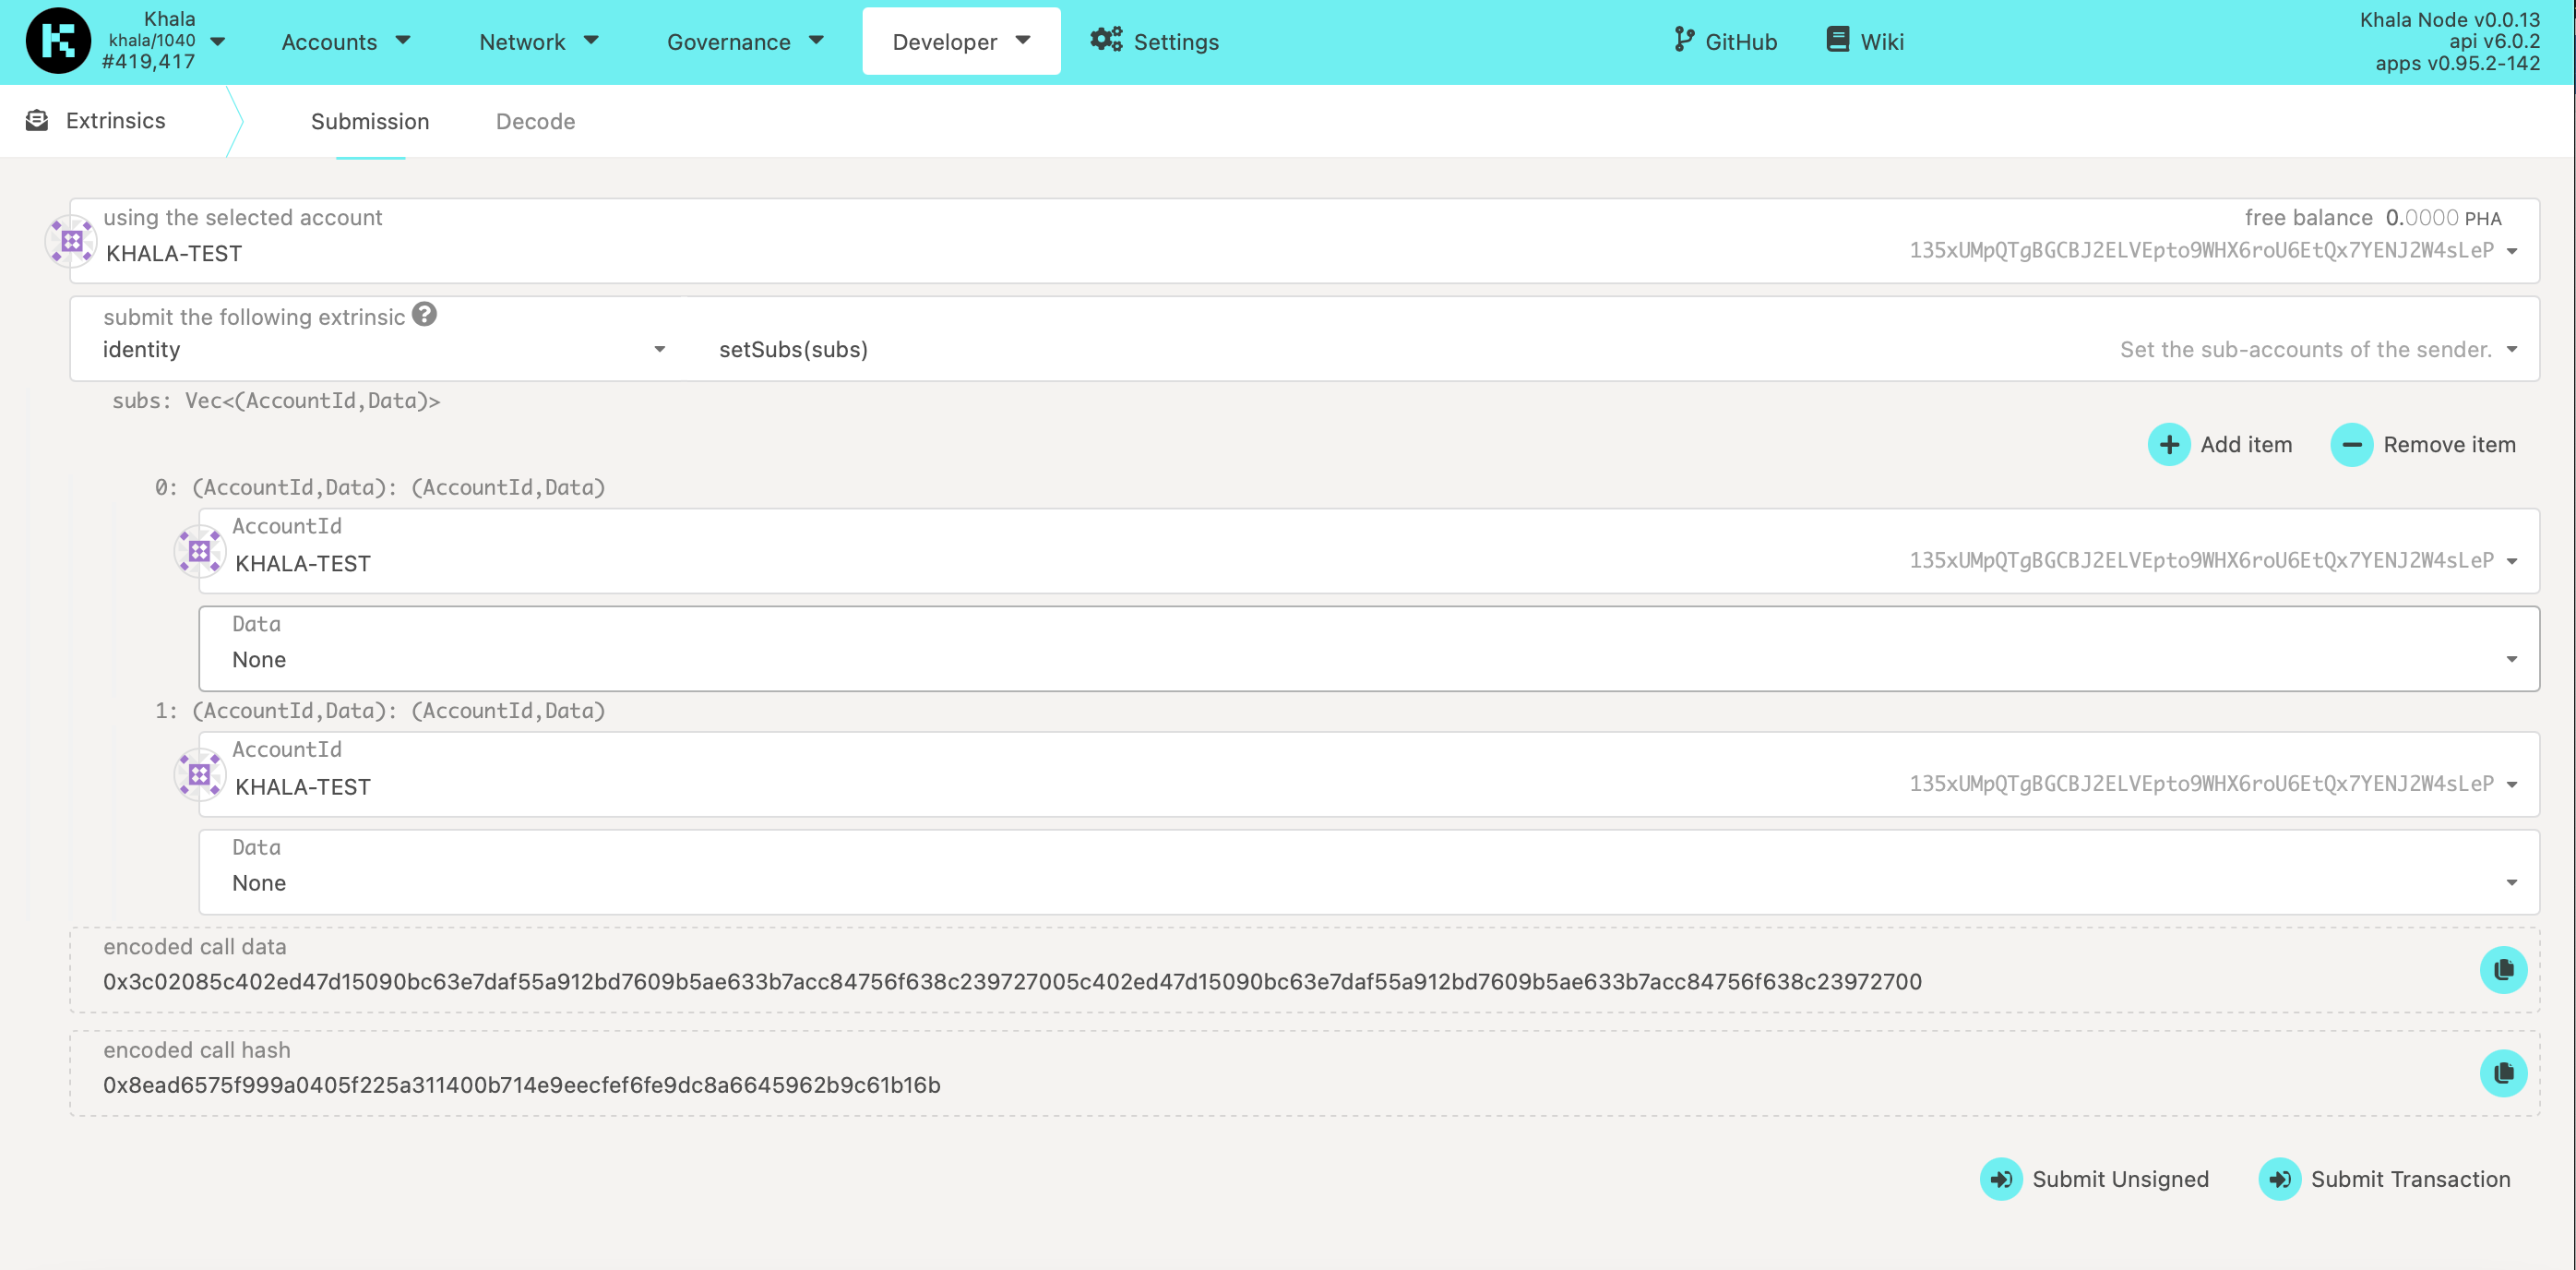 Khala
khala/1040
#419,417
Accounts
Network
Governance
Developer
Settings
GitHub
Wiki
Khala Node v0.0.13
api v6.0.2
apps v0.95.2-142
Extrinsics
Submission
Decode
using the selected account
free balance 0.0000 PHA
KHALA-TEST
135xUMpQTgBGCBJ2ELVEpto9WHX6roU6EtQx7YENJ2W4sLeP
submit the following extrinsic
identity
setSubs(subs)
Set the sub-accounts of the sender.
subs: Vec<(AccountId,Data)>
Add item
Remove item
0: (AccountId,Data): (AccountId,Data)
AccountId
KHALA-TEST
135xUMpQTgBGCBJ2ELVEpto9WHX6roU6EtQx7YENJ2W4sLeP
Data
None
1: (AccountId,Data): (AccountId,Data)
AccountId
KHALA-TEST
135xUMpQTgBGCBJ2ELVEpto9WHX6roU6EtQx7YENJ2W4sLeP
Data
None
encoded call data
0x3c02085c402ed47d15090bc63e7daf55a912bd7609b5ae633b7acc84756f638c239727005c402ed47d15090bc63e7daf55a912bd7609b5ae633b7acc84756f638c23972700
encoded call hash
0x8ead6575f999a0405f225a311400b714e9eecfef6fe9dc8a6645962b9c61b16b
Submit Unsigned
Submit Transaction